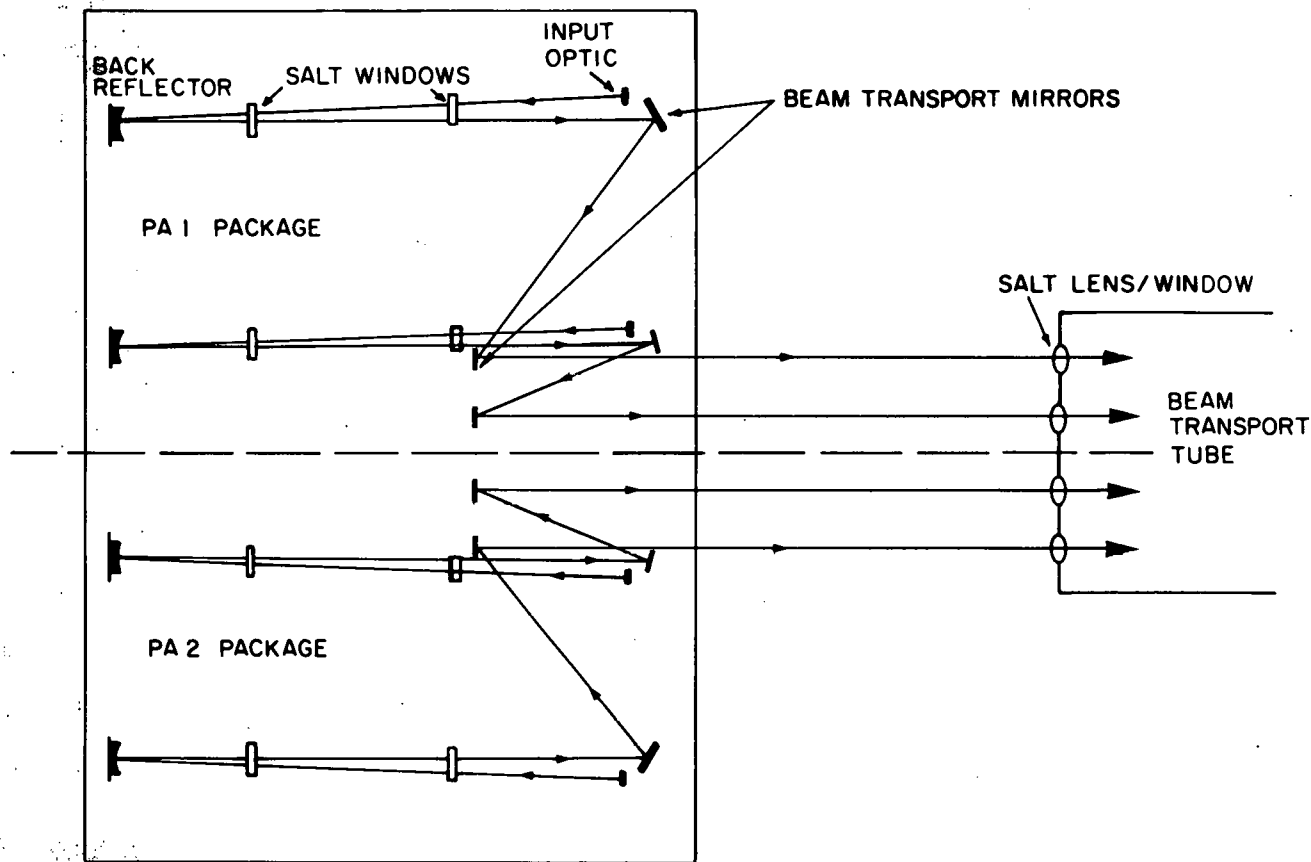 INPUT
OPTIC
BACK
REFLECTOR
SALT WINDOWS
BEAM TRANSPORT MIRRORS
PA 1 PACKAGE
SALT LENS/WINDOW
BEAM
TRANSPORT
TUBE
PA 2 PACKAGE